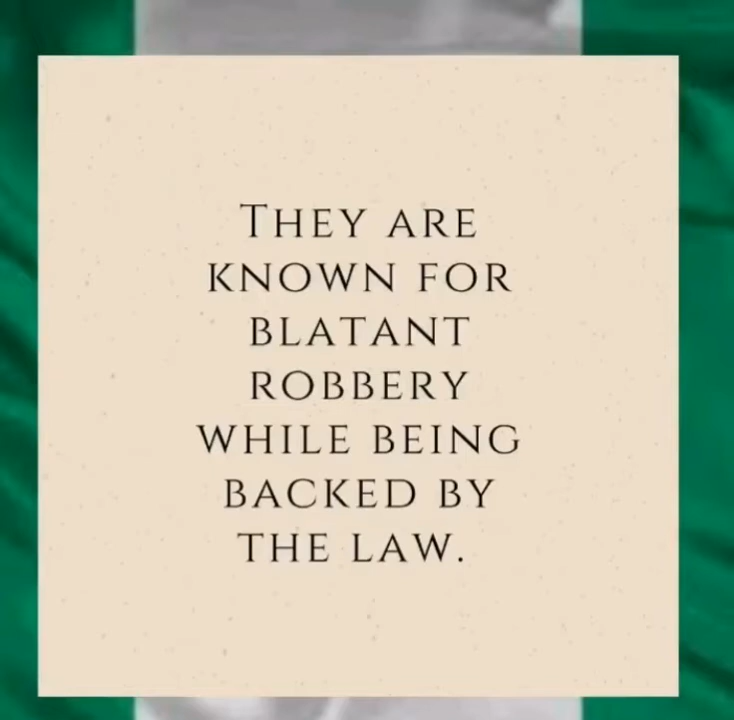 They are
known for
blatant
robbery
while being
backed by
the law.